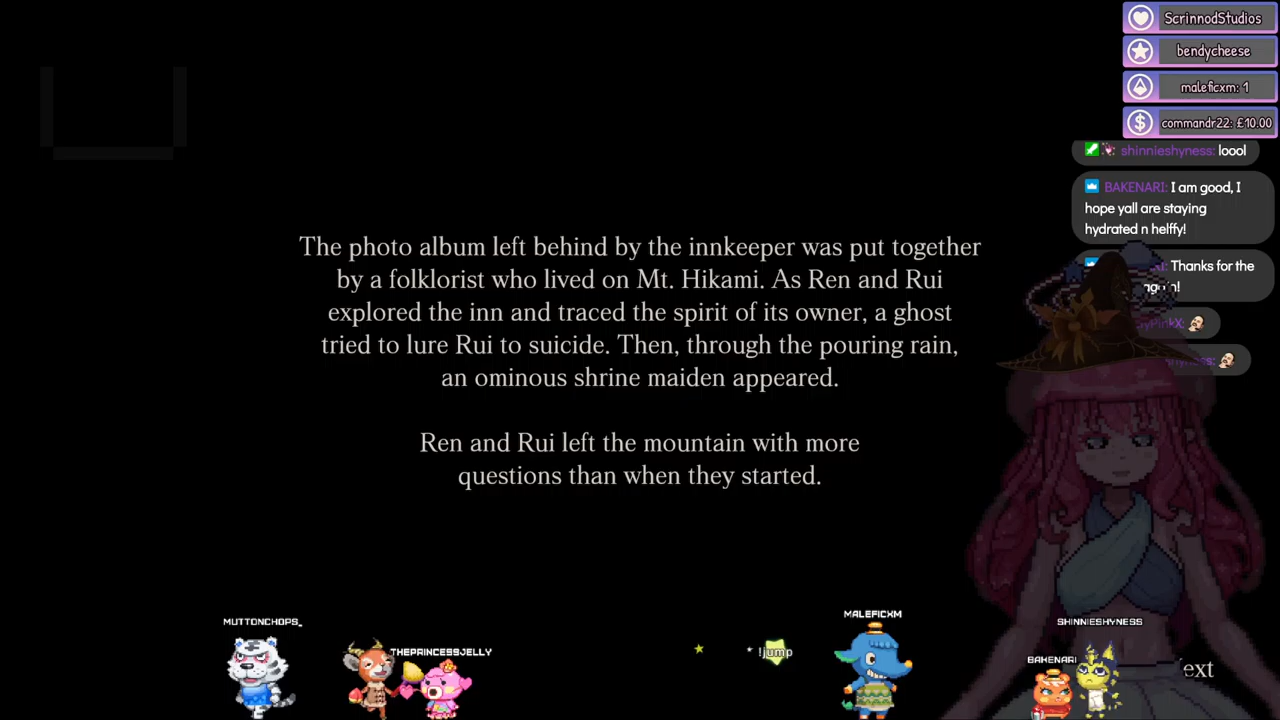 ScrinnodStudios
bendycheese
maleficxm: 1
commandr22: £10.00
shinnieshyness: loool
BAKENARI: I am good, I
hope yall are staying
hydrated n helffy!
Thanks for the
again!
The photo album left behind by the innkeeper was put together
by a folklorist who lived on Mt. Hikami. As Ren and Rui
explored the inn and traced the spirit of its owner, a ghost
tried to lure Rui to suicide. Then, through the pouring rain,
an ominous shrine maiden appeared.
Ren and Rui left the mountain with more
questions than when they started.
MUTTONCHOPS_
THEPRINCESSJELLY
!jump
MALEFICXM
SHINNIESHYNESS
BAKENARI
ext